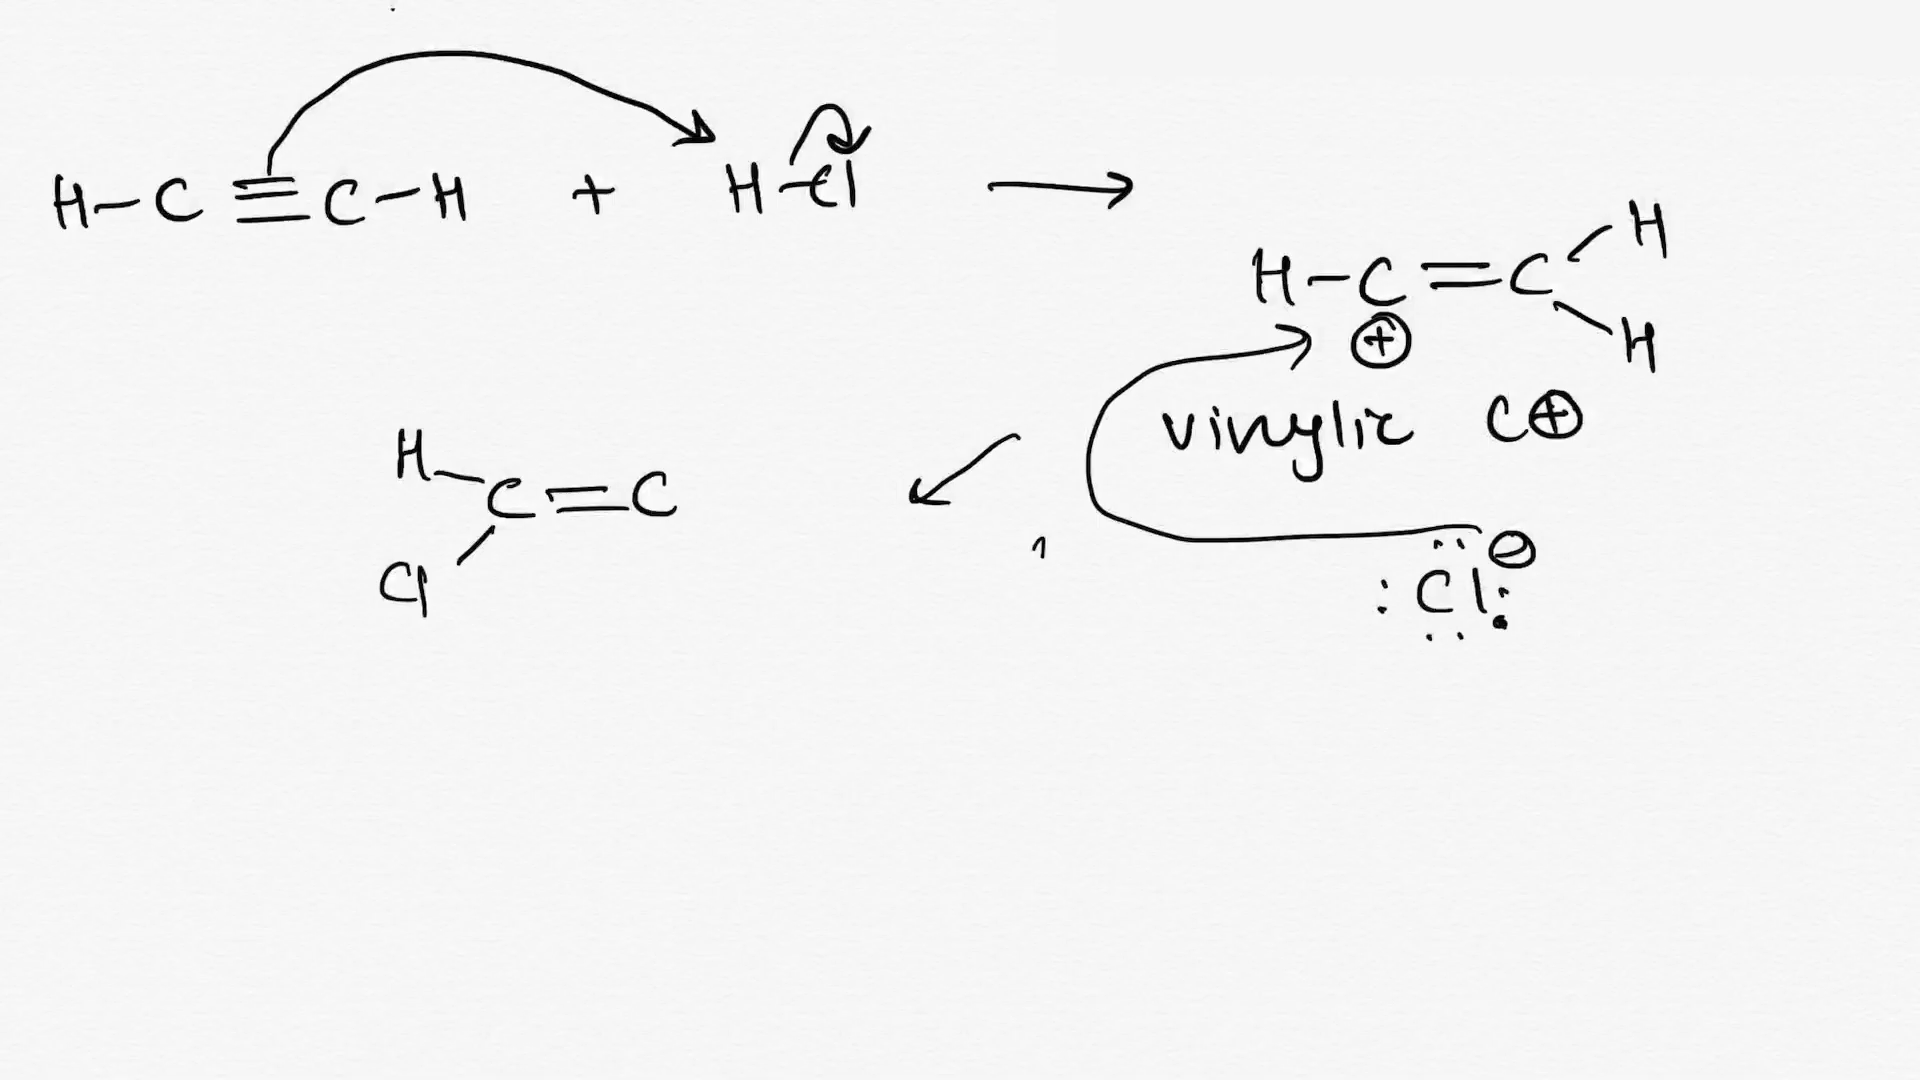 H-C≡C-H + H-Cl →
H-C=C H
⊕ H
vinylic C⊕
H C=C
Cl
:Cl: ⊖